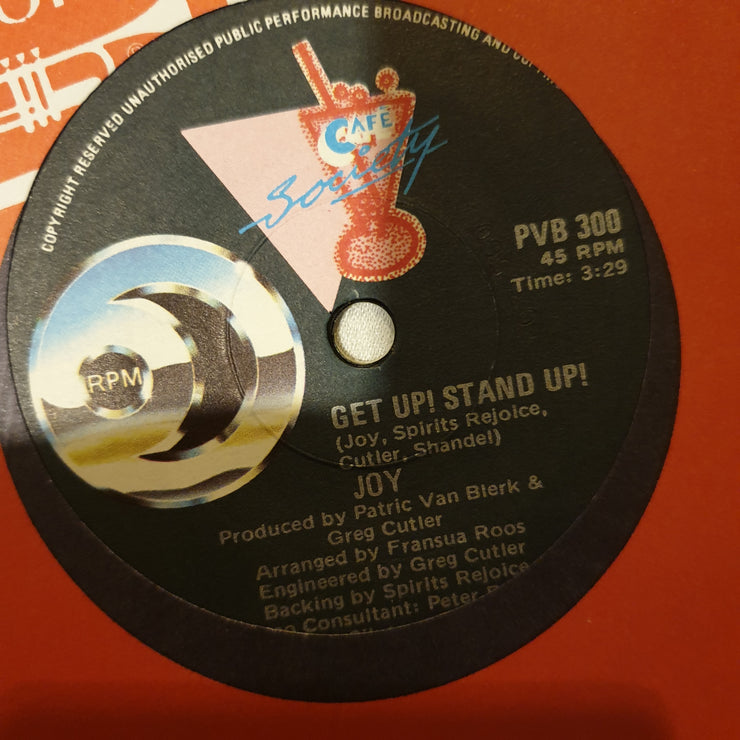 COPYRIGHT RESERVED UNAUTHORISED PUBLIC PERFORMANCE BROADCASTING AND
CAFÉ
Society
PVB 300
45 RPM
Time: 3:29
RPM
GET UP! STAND UP!
(Joy, Spirits Rejoice,
Cutler, Shandel)
JOY
Produced by Patric Van Blerk &
Greg Cutler
Arranged by Fransua Roos
Engineered by Greg Cutler
Backing by Spirits Rejoice
Consultant: Peter